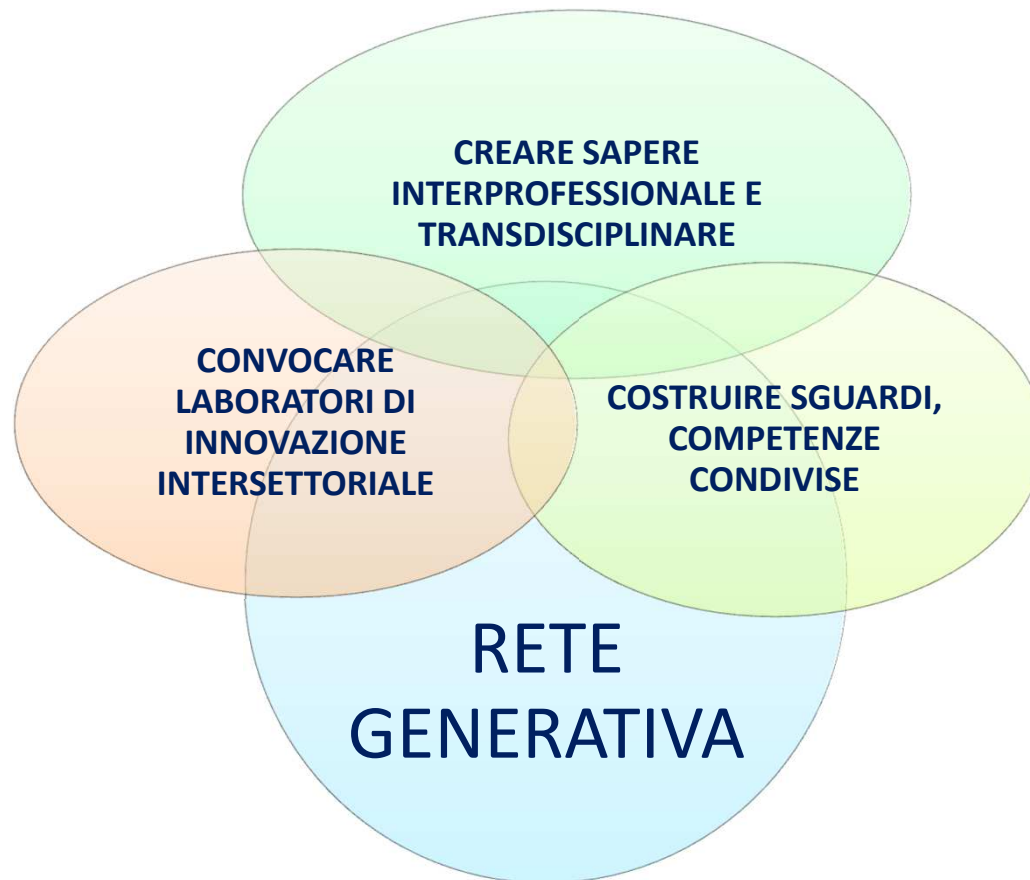 CREARE SAPERE
INTERPROFESSIONALE E
TRANSDISCIPLINARE
CONVOCARE
LABORATORI DI
INNOVAZIONE
INTERSETTORIALE
COSTRUIRE SGUARDI,
COMPETENZE
CONDIVISE
RETE
GENERATIVA